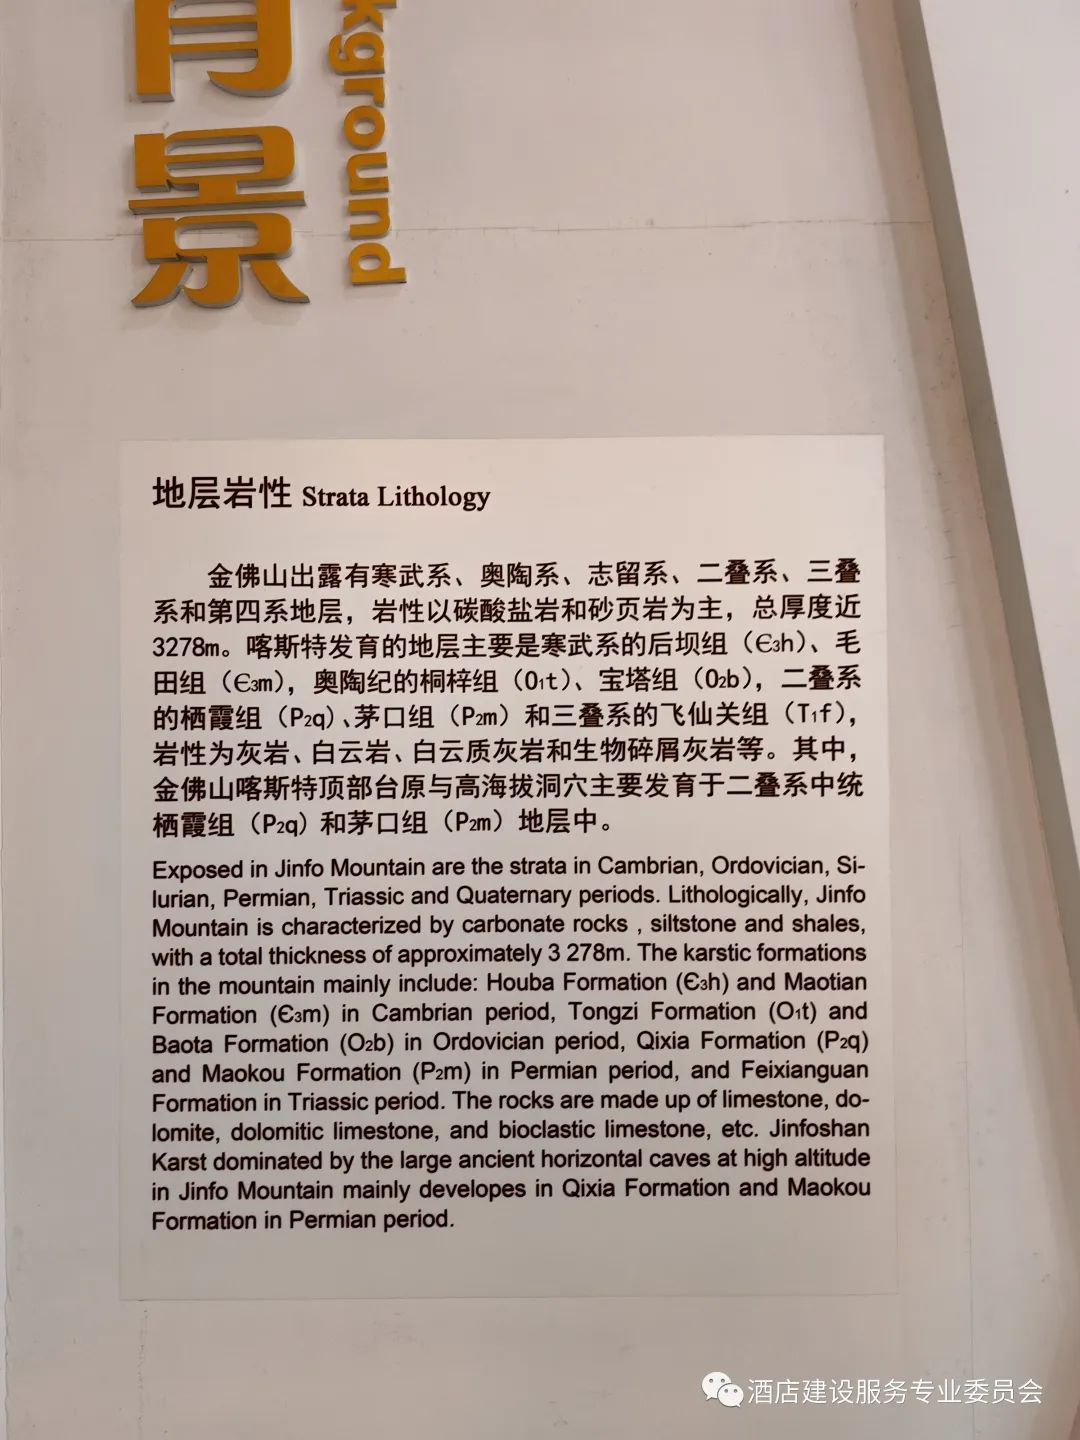 背景
kground
地层岩性 Strata Lithology
金佛山出露有寒武系、奥陶系、志留系、二叠系、三叠
系和第四系地层，岩性以碳酸盐岩和砂页岩为主，总厚度近
3278m。喀斯特发育的地层主要是寒武系的后坝组（Є₃h）、毛
田组（Є₃m），奥陶纪的桐梓组（O₁t）、宝塔组（O₂b），二叠系
的栖霞组（P₂q）、茅口组（P₂m）和三叠系的飞仙关组（T₁f），
岩性为灰岩、白云岩、白云质灰岩和生物碎屑灰岩等。其中，
金佛山喀斯特顶部台原与高海拔洞穴主要发育于二叠系中统
栖霞组（P₂q）和茅口组（P₂m）地层中。
Exposed in Jinfo Mountain are the strata in Cambrian, Ordovician, Si-
lurian, Permian, Triassic and Quaternary periods. Lithologically, Jinfo
Mountain is characterized by carbonate rocks , siltstone and shales,
with a total thickness of approximately 3 278m. The karstic formations
in the mountain mainly include: Houba Formation (Є₃h) and Maotian
Formation (Є₃m) in Cambrian period, Tongzi Formation (O₁t) and
Baota Formation (O₂b) in Ordovician period, Qixia Formation (P₂q)
and Maokou Formation (P₂m) in Permian period, and Feixianguan
Formation in Triassic period. The rocks are made up of limestone, do-
lomite, dolomitic limestone, and bioclastic limestone, etc. Jinfoshan
Karst dominated by the large ancient horizontal caves at high altitude
in Jinfo Mountain mainly developes in Qixia Formation and Maokou
Formation in Permian period.
酒店建设服务专业委员会